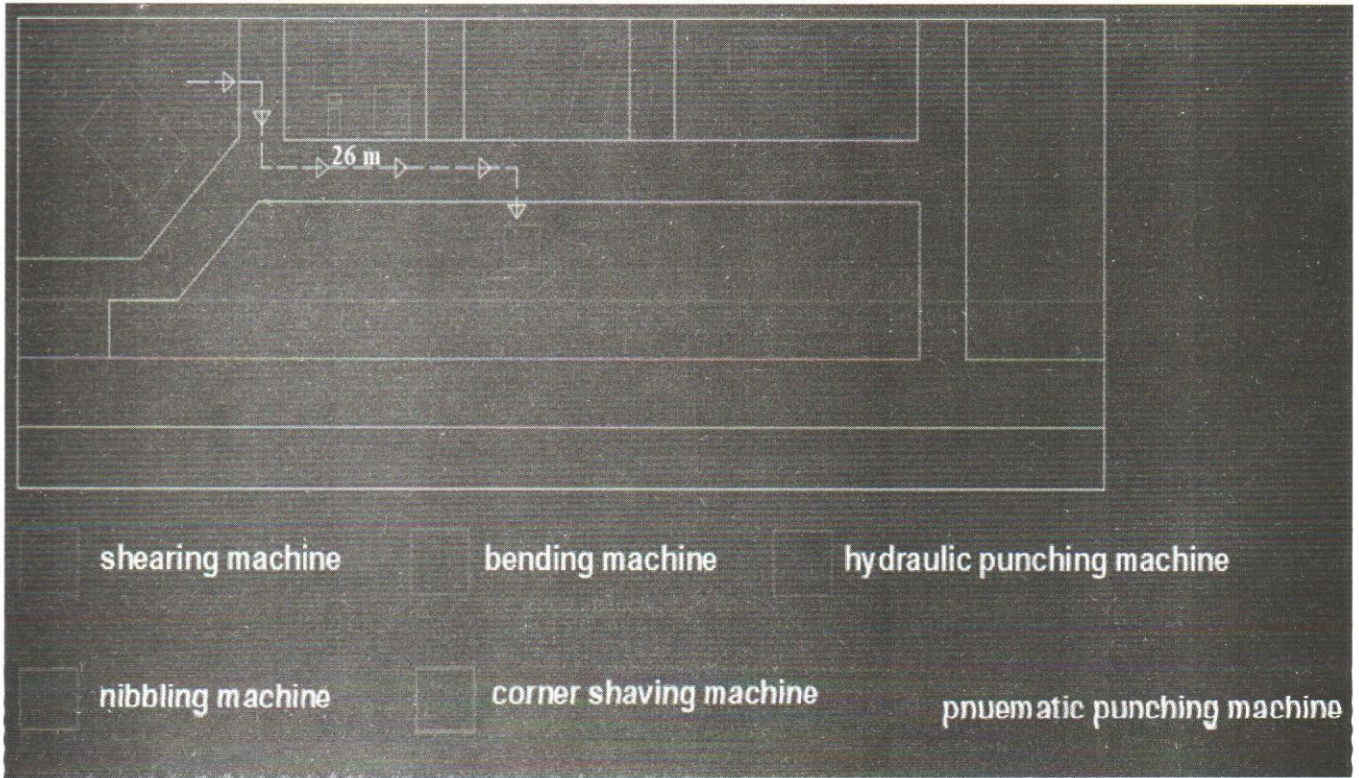 26 m
shearing machine
bending machine
hydraulic punching machine
nibbling machine
corner shaving machine
pnuematic punching machine